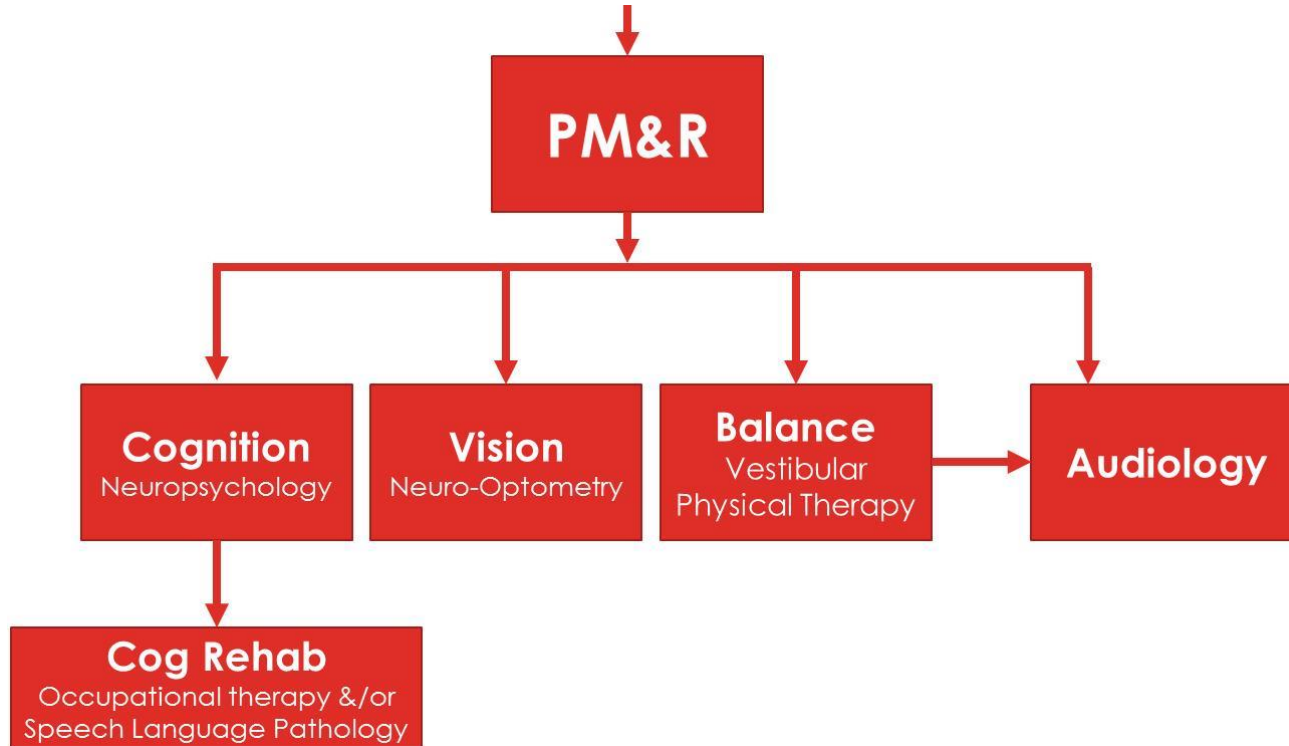 PM&R
Cognition
Neuropsychology
Vision
Neuro-Optometry
Balance
Vestibular
Physical Therapy
Audiology
Cog Rehab
Occupational therapy &/or
Speech Language Pathology